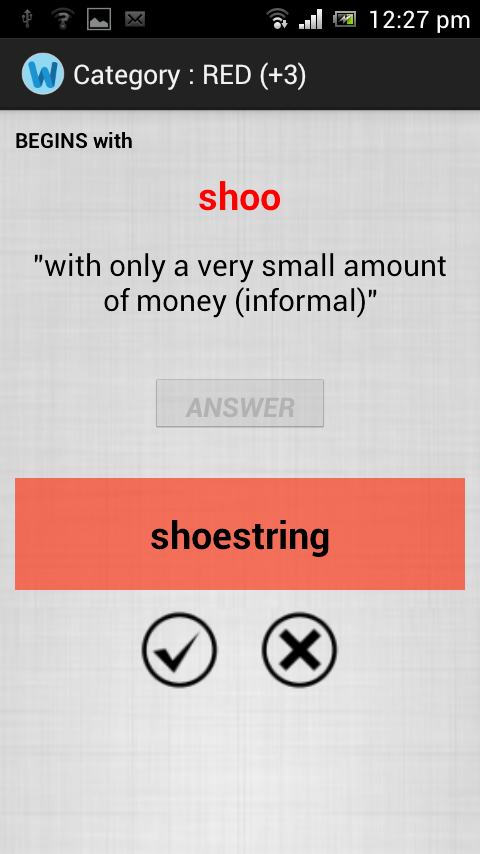 12:27 pm
W Category : RED (+3)
BEGINS with
shoo
"with only a very small amount
of money (informal)"
ANSWER
shoestring